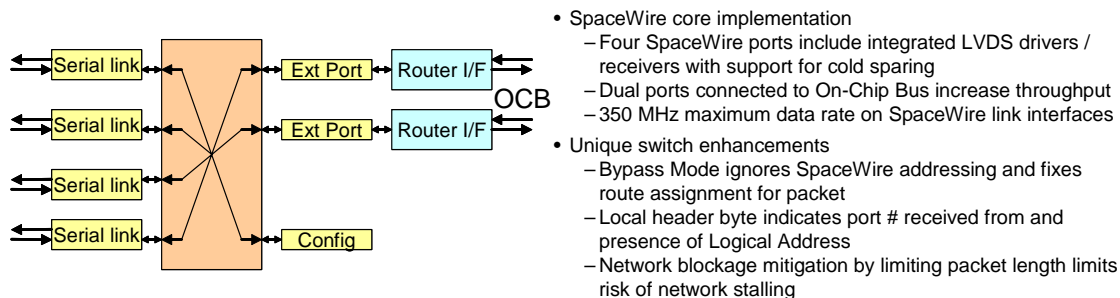 Serial link
Serial link
Serial link
Serial link
Ext Port
Ext Port
Config
Router I/F
Router I/F
OCB
• SpaceWire core implementation
– Four SpaceWire ports include integrated LVDS drivers /
receivers with support for cold sparing
– Dual ports connected to On-Chip Bus increase throughput
– 350 MHz maximum data rate on SpaceWire link interfaces
• Unique switch enhancements
– Bypass Mode ignores SpaceWire addressing and fixes
route assignment for packet
– Local header byte indicates port # received from and
presence of Logical Address
– Network blockage mitigation by limiting packet length limits
risk of network stalling